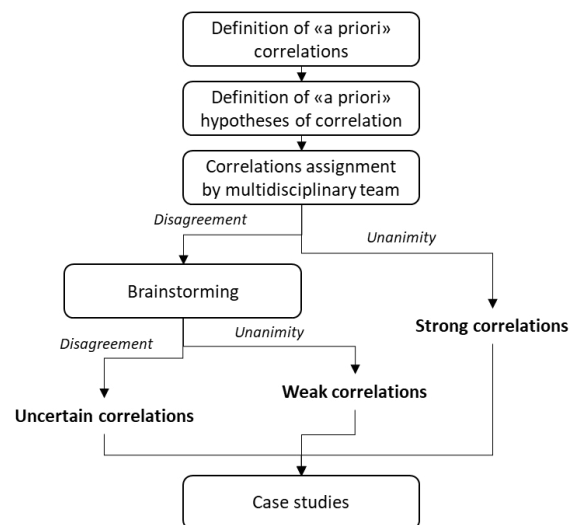 Definition of «a priori»
correlations
Definition of «a priori»
hypotheses of correlation
Correlations assignment
by multidisciplinary team
Disagreement
Unanimity
Brainstorming
Strong correlations
Disagreement
Unanimity
Weak correlations
Uncertain correlations
Case studies